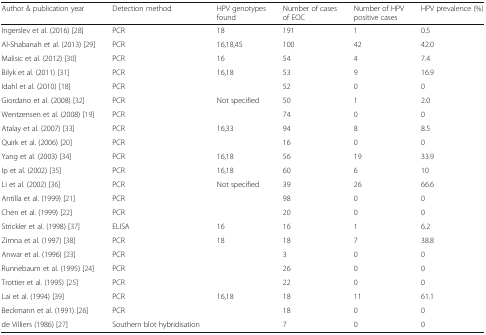 Author & publication year Detection method HPV genotypes found Number of cases of EOC Number of HPV positive cases HPV prevalence (%)
Ingerslev et al. (2016) [28] PCR 18 191 1 0.5
Al-Shabanah et al. (2013) [29] PCR 16,18,45 100 42 42.0
Malisic et al. (2012) [30] PCR 16 54 4 7.4
Bilyk et al. (2011) [31] PCR 16,18 53 9 16.9
Idahl et al. (2010) [18] PCR 52 0 0
Giordano et al. (2008) [32] PCR Not specified 50 1 2.0
Wentzensen et al. (2008) [19] PCR 74 0 0
Atalay et al. (2007) [33] PCR 16,33 94 8 8.5
Quirk et al. (2006) [20] PCR 16 0 0
Yang et al. (2003) [34] PCR 16,18 56 19 33.9
Ip et al. (2002) [35] PCR 16,18 60 6 10
Li et al. (2002) [36] PCR Not specified 39 26 66.6
Antilla et al. (1999) [21] PCR 98 0 0
Chen et al. (1999) [22] PCR 20 0 0
Strickler et al. (1998) [37] ELISA 16 16 1 6.2
Zimna et al. (1997) [38] PCR 18 18 7 38.8
Anwar et al. (1996) [23] PCR 3 0 0
Runnebaum et al. (1995) [24] PCR 26 0 0
Trottier et al. (1995) [25] PCR 22 0 0
Lai et al. (1994) [39] PCR 16,18 18 11 61.1
Beckmann et al. (1991) [26] PCR 18 0 0
de Villiers (1986) [27] Southern blot hybridisation 7 0 0